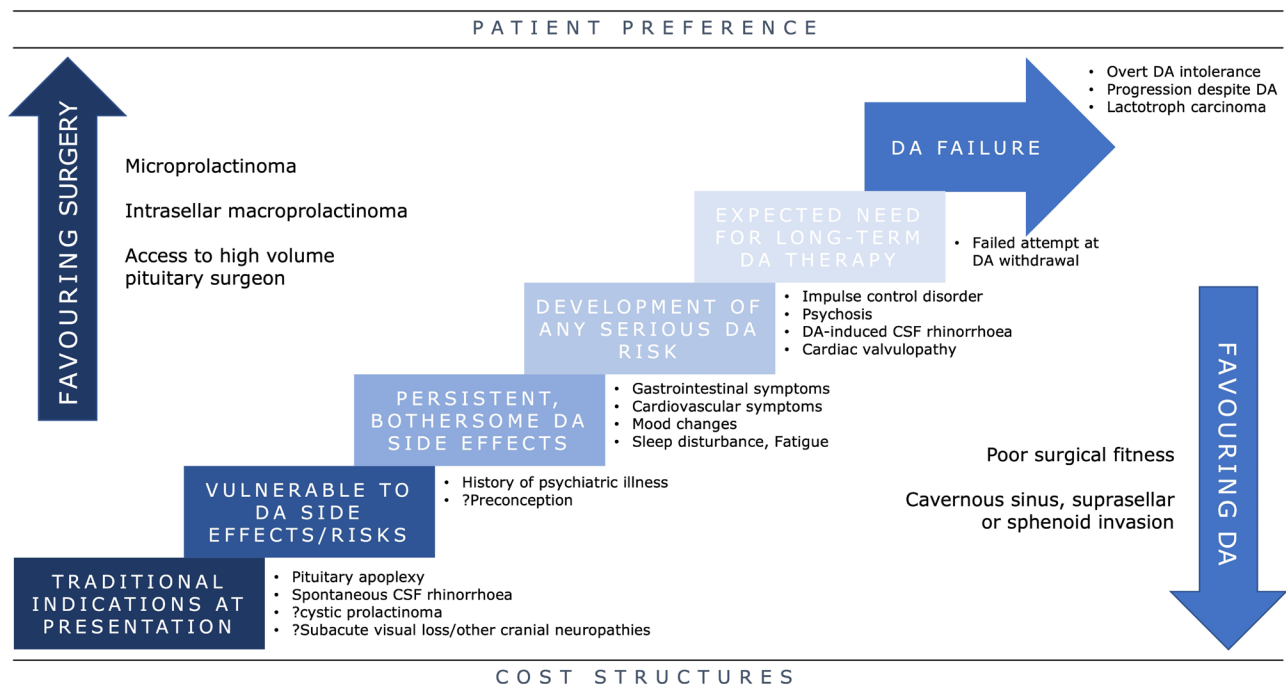 PATIENT PREFERENCE
FAVOURING SURGERY
Microprolactinoma
Intrasellar macroprolactinoma
Access to high volume
pituitary surgeon
DA FAILURE
• Overt DA intolerance
• Progression despite DA
• Lactotroph carcinoma
EXPECTED NEED
FOR LONG-TERM
DA THERAPY
• Failed attempt at
DA withdrawal
DEVELOPMENT OF
ANY SERIOUS DA
RISK
• Impulse control disorder
• Psychosis
• DA-induced CSF rhinorrhoea
• Cardiac valvulopathy
PERSISTENT,
BOTHERSOME DA
SIDE EFFECTS
• Gastrointestinal symptoms
• Cardiovascular symptoms
• Mood changes
• Sleep disturbance, Fatigue
VULNERABLE TO
DA SIDE
EFFECTS/RISKS
• History of psychiatric illness
• ?Preconception
TRADITIONAL
INDICATIONS AT
PRESENTATION
• Pituitary apoplexy
• Spontaneous CSF rhinorrhoea
• ?cystic prolactinoma
• ?Subacute visual loss/other cranial neuropathies
FAVOURING DA
Poor surgical fitness
Cavernous sinus, suprasellar
or sphenoid invasion
COST STRUCTURES